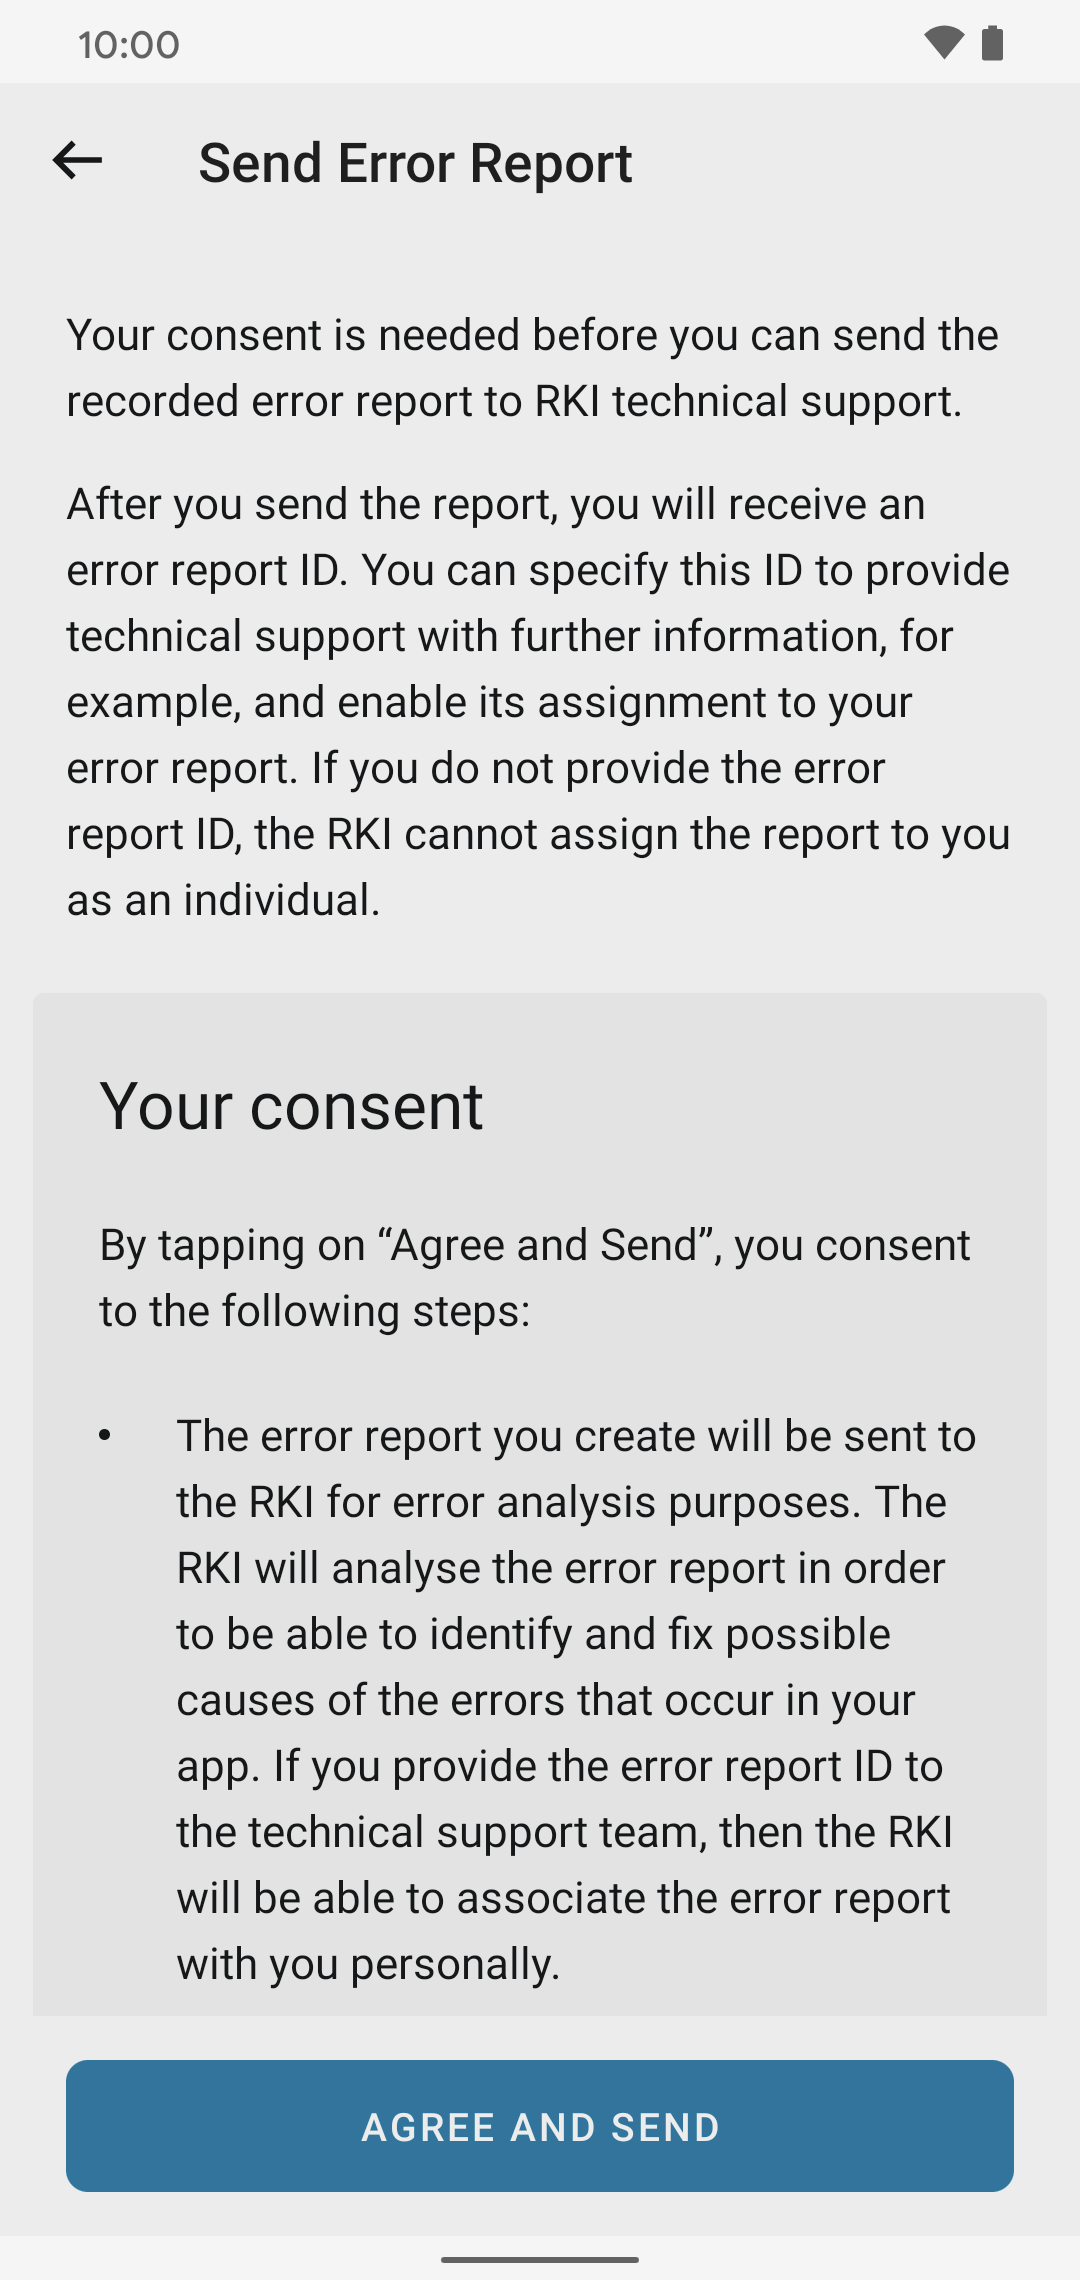 10:00
Send Error Report
Your consent is needed before you can send the
recorded error report to RKI technical support.
After you send the report, you will receive an
error report ID. You can specify this ID to provide
technical support with further information, for
example, and enable its assignment to your
error report. If you do not provide the error
report ID, the RKI cannot assign the report to you
as an individual.
Your consent
By tapping on “Agree and Send”, you consent
to the following steps:
• The error report you create will be sent to
the RKI for error analysis purposes. The
RKI will analyse the error report in order
to be able to identify and fix possible
causes of the errors that occur in your
app. If you provide the error report ID to
the technical support team, then the RKI
will be able to associate the error report
with you personally.
AGREE AND SEND